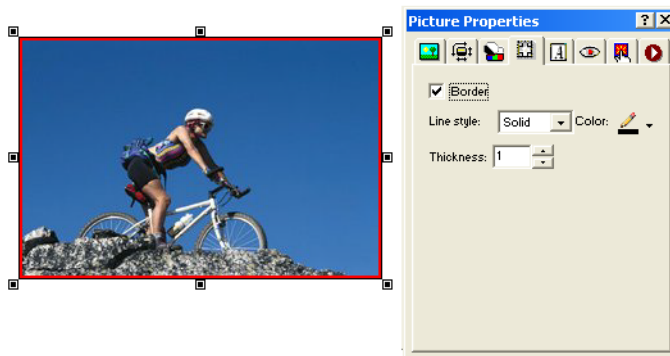 Picture Properties
A
Border
Line style: Solid Color:
Thickness: 1